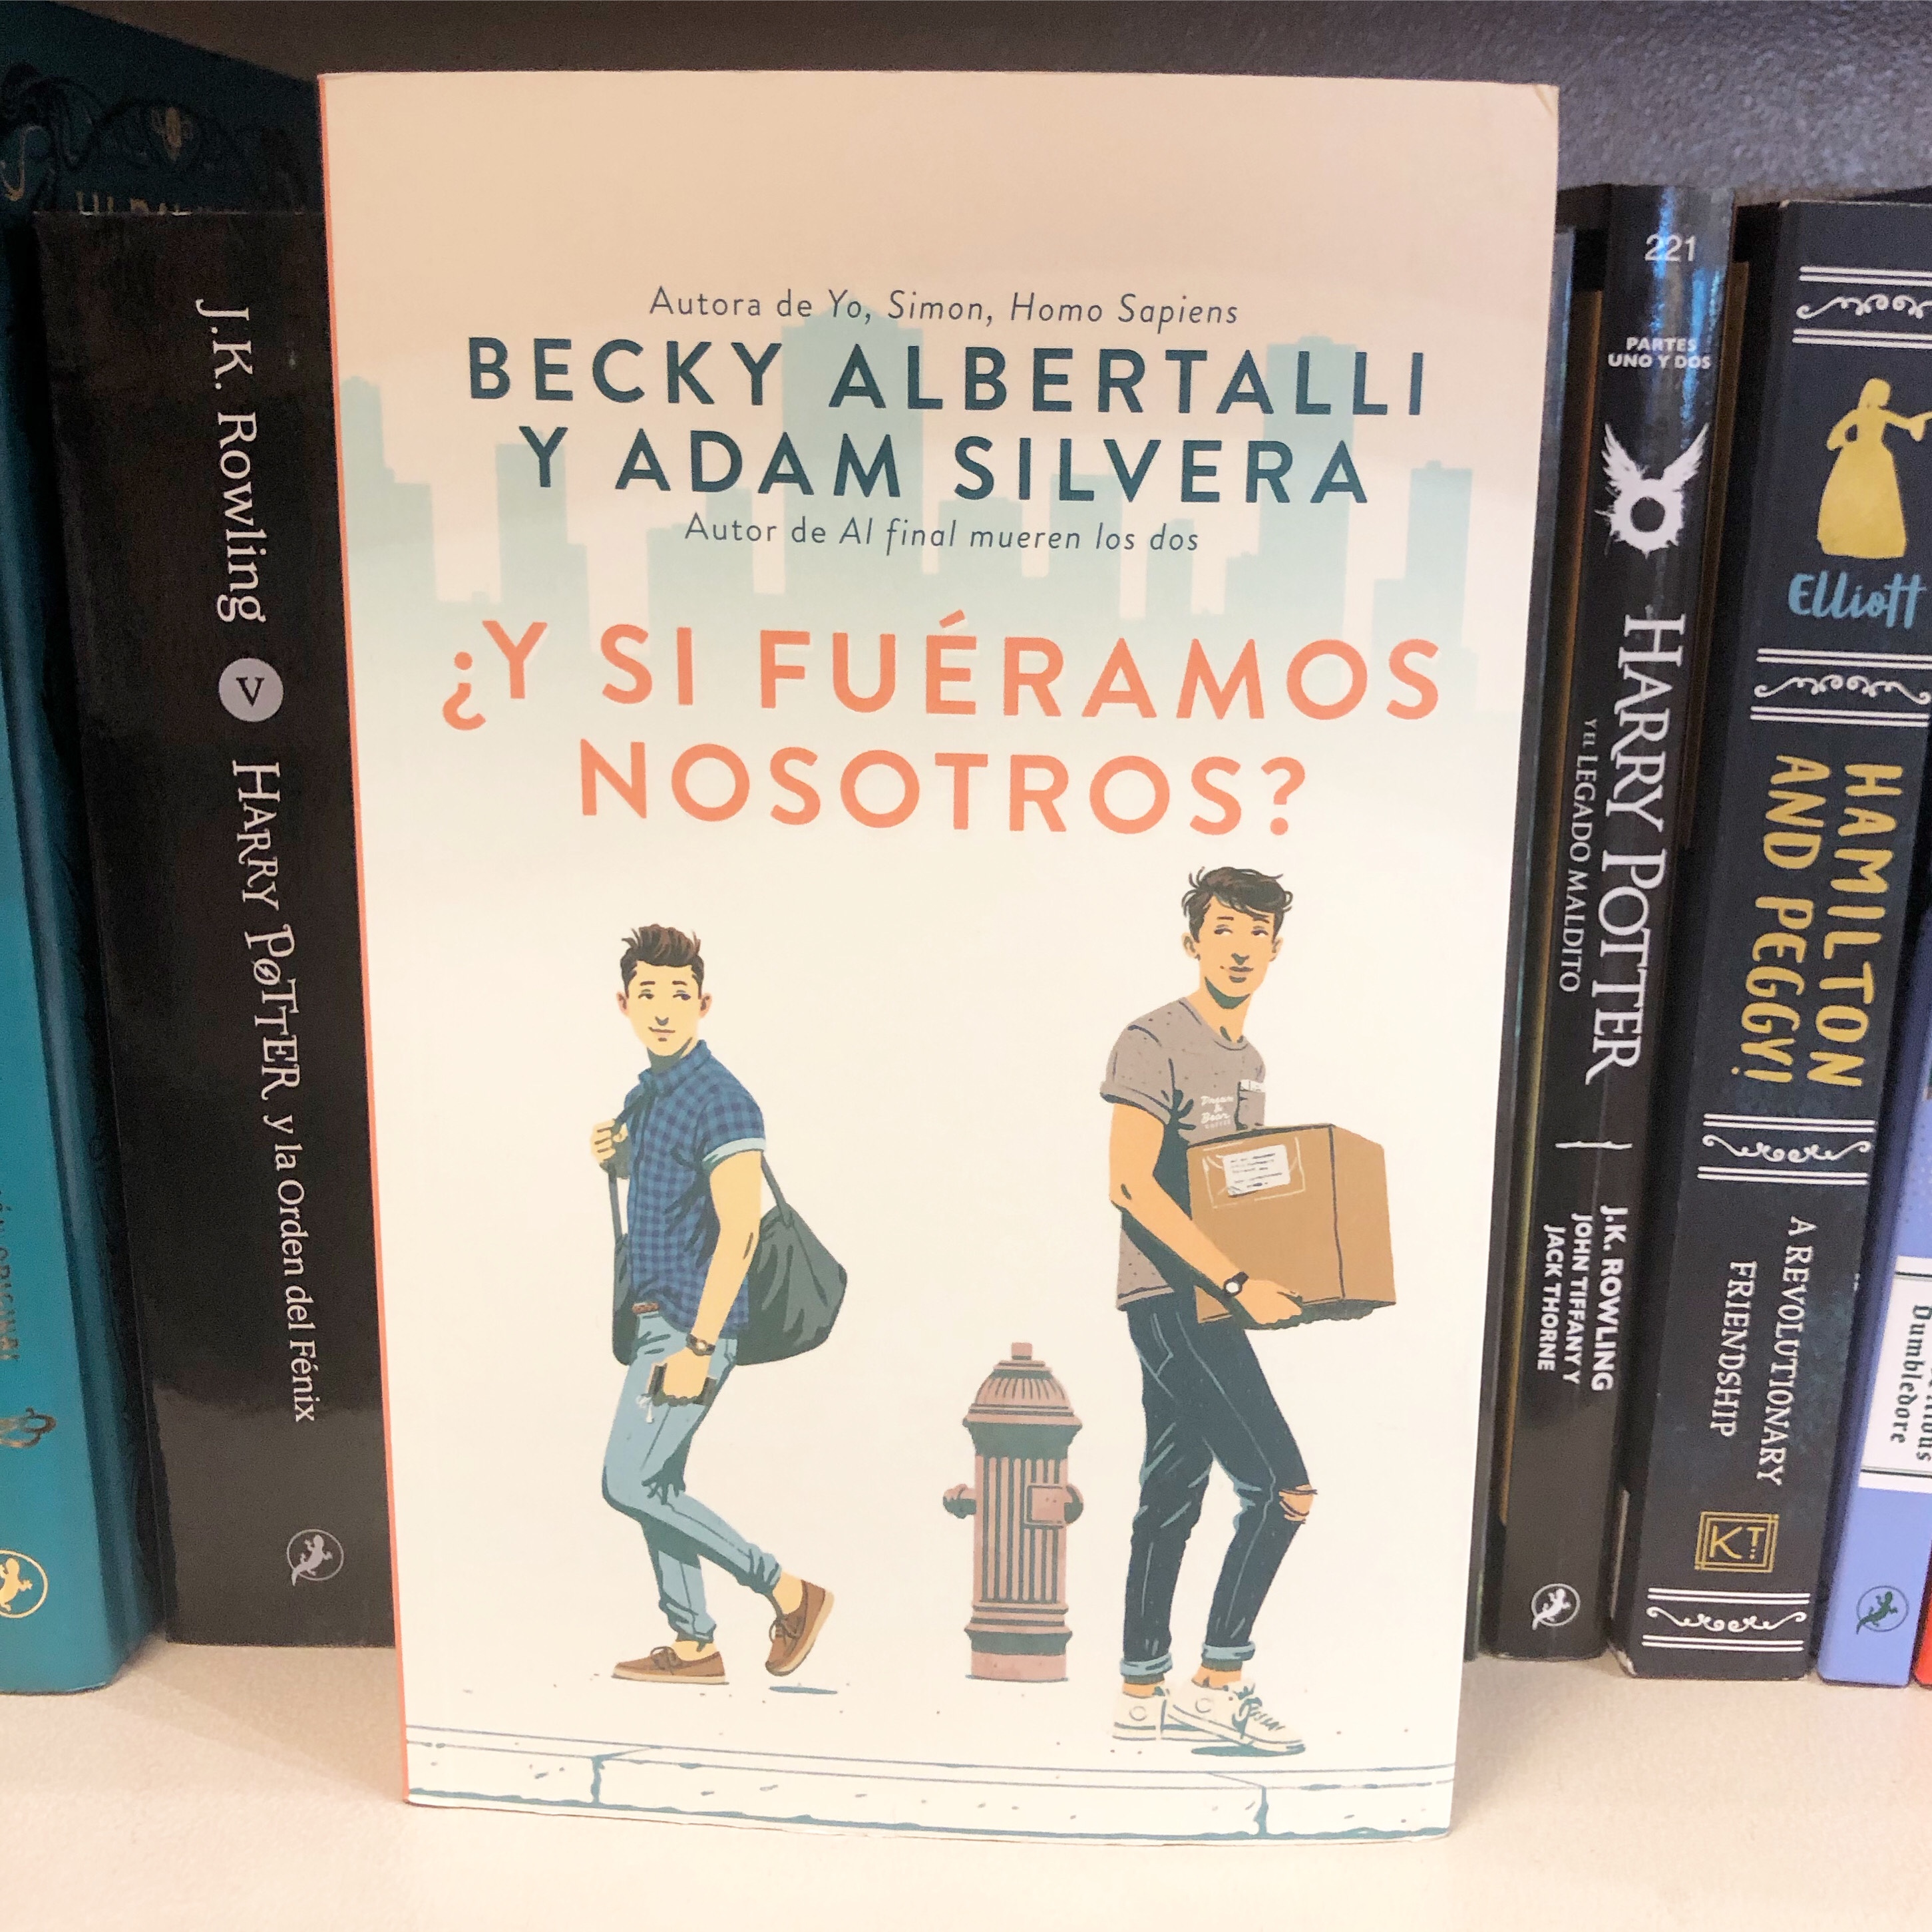 J.K. Rowling
V
HARRY POTTER y la Orden del Fénix
Autora de Yo, Simon, Homo Sapiens
BECKY ALBERTALLI
Y ADAM SILVERA
Autor de Al final mueren los dos
¿Y SI FUÉRAMOS
NOSOTROS?
221
PARTES
UNO Y DOS
HARRY POTTER
Y EL LEGADO MALDITO
J.K. ROWLING
JOHN TIFFANY Y
JACK THORNE
Elliott
HAMILTON
AND PEGGY!
A REVOLUTIONARY
FRIENDSHIP
KT
Dumbledore